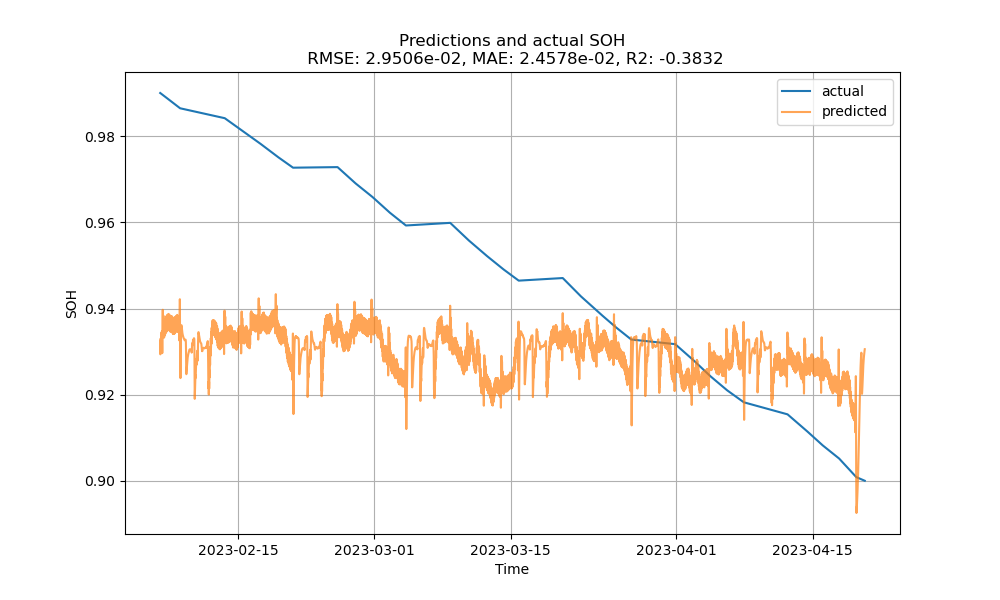 Predictions and actual SOH
RMSE: 2.9506e-02, MAE: 2.4578e-02, R2: -0.3832
actual
predicted
SOH
0.98
0.96
0.94
0.92
0.90
2023-02-15
2023-03-01
2023-03-15
2023-04-01
2023-04-15
Time